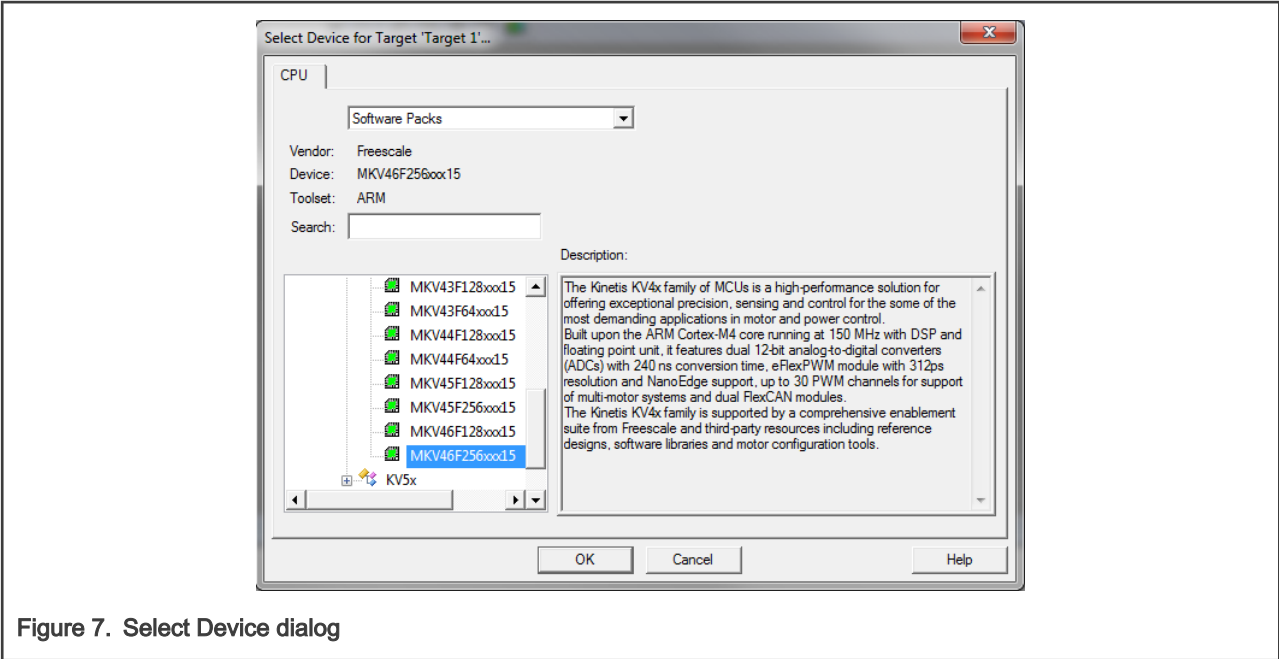 Select Device for Target 'Target 1'...
CPU
Software Packs
Vendor: Freescale
Device: MKV46F256xxx15
Toolset: ARM
Search:
Description:
MKV43F128xxx15
MKV43F64xxx15
MKV44F128xxx15
MKV44F64xxx15
MKV45F128xxx15
MKV45F256xxx15
MKV46F128xxx15
MKV46F256xxx15
KV5x
The Kinetis KV4x family of MCUs is a high-performance solution for
offering exceptional precision, sensing and control for the some of the
most demanding applications in motor and power control.
Built upon the ARM Cortex-M4 core running at 150 MHz with DSP and
floating point unit, it features dual 12-bit analog-to-digital converters
(ADCs) with 240 ns conversion time, eFlexPWM module with 312ps
resolution and NanoEdge support, up to 30 PWM channels for support
of multi-motor systems and dual FlexCAN modules.
The Kinetis KV4x family is supported by a comprehensive enablement
suite from Freescale and third-party resources including reference
designs, software libraries and motor configuration tools.
OK
Cancel
Help
Figure 7. Select Device dialog